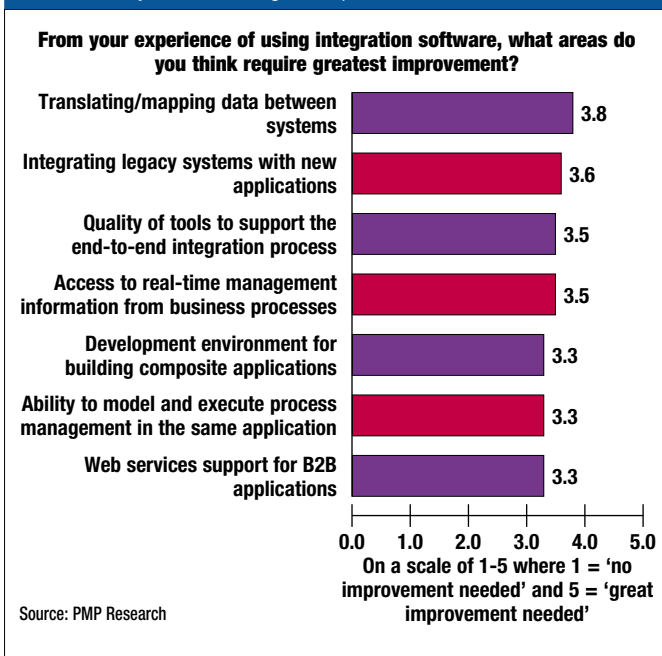 From your experience of using integration software, what areas do
you think require greatest improvement?
Translating/mapping data between
systems
3.8
Integrating legacy systems with new
applications
3.6
Quality of tools to support the
end-to-end integration process
3.5
Access to real-time management
information from business processes
3.5
Development environment for
building composite applications
3.3
Ability to model and execute process
management in the same application
3.3
Web services support for B2B
applications
3.3
0.0 1.0 2.0 3.0 4.0 5.0
On a scale of 1-5 where 1 = ‘no
improvement needed’ and 5 = ‘great
improvement needed’
Source: PMP Research